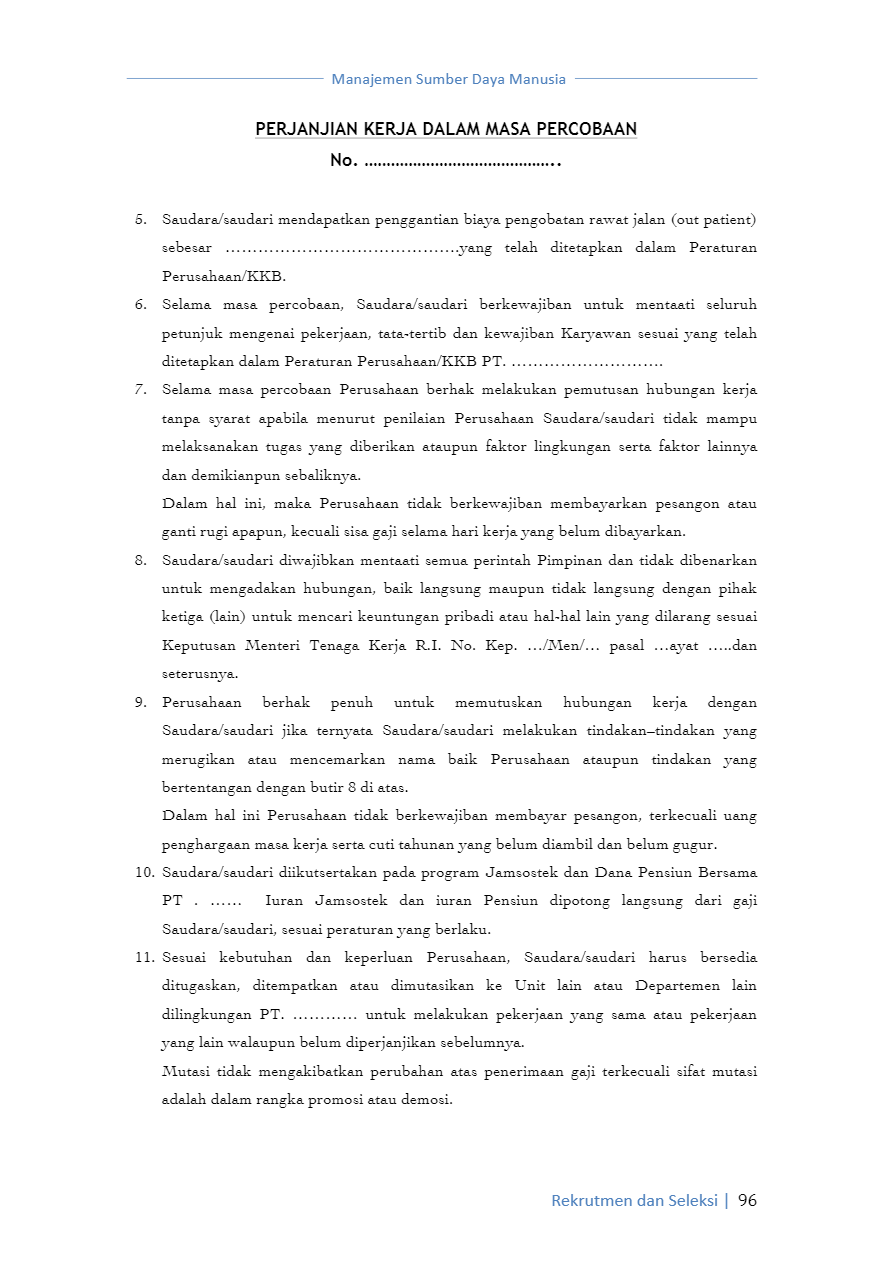 Manajemen Sumber Daya Manusia
PERJANJIAN KERJA DALAM MASA PERCOBAAN
No. ……………………………………..
5. Saudara/saudari mendapatkan penggantian biaya pengobatan rawat jalan (out patient)
sebesar …………………………………….yang telah ditetapkan dalam Peraturan
Perusahaan/KKB.
6. Selama masa percobaan, Saudara/saudari berkewajiban untuk mentaati seluruh
petunjuk mengenai pekerjaan, tata-tertib dan kewajiban Karyawan sesuai yang telah
ditetapkan dalam Peraturan Perusahaan/KKB PT. ……………………….
7. Selama masa percobaan Perusahaan berhak melakukan pemutusan hubungan kerja
tanpa syarat apabila menurut penilaian Perusahaan Saudara/saudari tidak mampu
melaksanakan tugas yang diberikan ataupun faktor lingkungan serta faktor lainnya
dan demikianpun sebaliknya.
Dalam hal ini, maka Perusahaan tidak berkewajiban membayarkan pesangon atau
ganti rugi apapun, kecuali sisa gaji selama hari kerja yang belum dibayarkan.
8. Saudara/saudari diwajibkan mentaati semua perintah Pimpinan dan tidak dibenarkan
untuk mengadakan hubungan, baik langsung maupun tidak langsung dengan pihak
ketiga (lain) untuk mencari keuntungan pribadi atau hal-hal lain yang dilarang sesuai
Keputusan Menteri Tenaga Kerja R.I. No. Kep. …/Men/… pasal …ayat …..dan
seterusnya.
9. Perusahaan berhak penuh untuk memutuskan hubungan kerja dengan
Saudara/saudari jika ternyata Saudara/saudari melakukan tindakan–tindakan yang
merugikan atau mencemarkan nama baik Perusahaan ataupun tindakan yang
bertentangan dengan butir 8 di atas.
Dalam hal ini Perusahaan tidak berkewajiban membayar pesangon, terkecuali uang
penghargaan masa kerja serta cuti tahunan yang belum diambil dan belum gugur.
10. Saudara/saudari diikutsertakan pada program Jamsostek dan Dana Pensiun Bersama
PT . …… Iuran Jamsostek dan iuran Pensiun dipotong langsung dari gaji
Saudara/saudari, sesuai peraturan yang berlaku.
11. Sesuai kebutuhan dan keperluan Perusahaan, Saudara/saudari harus bersedia
ditugaskan, ditempatkan atau dimutasikan ke Unit lain atau Departemen lain
dilingkungan PT. ………… untuk melakukan pekerjaan yang sama atau pekerjaan
yang lain walaupun belum diperjanjikan sebelumnya.
Mutasi tidak mengakibatkan perubahan atas penerimaan gaji terkecuali sifat mutasi
adalah dalam rangka promosi atau demosi.
Rekrutmen dan Seleksi | 96